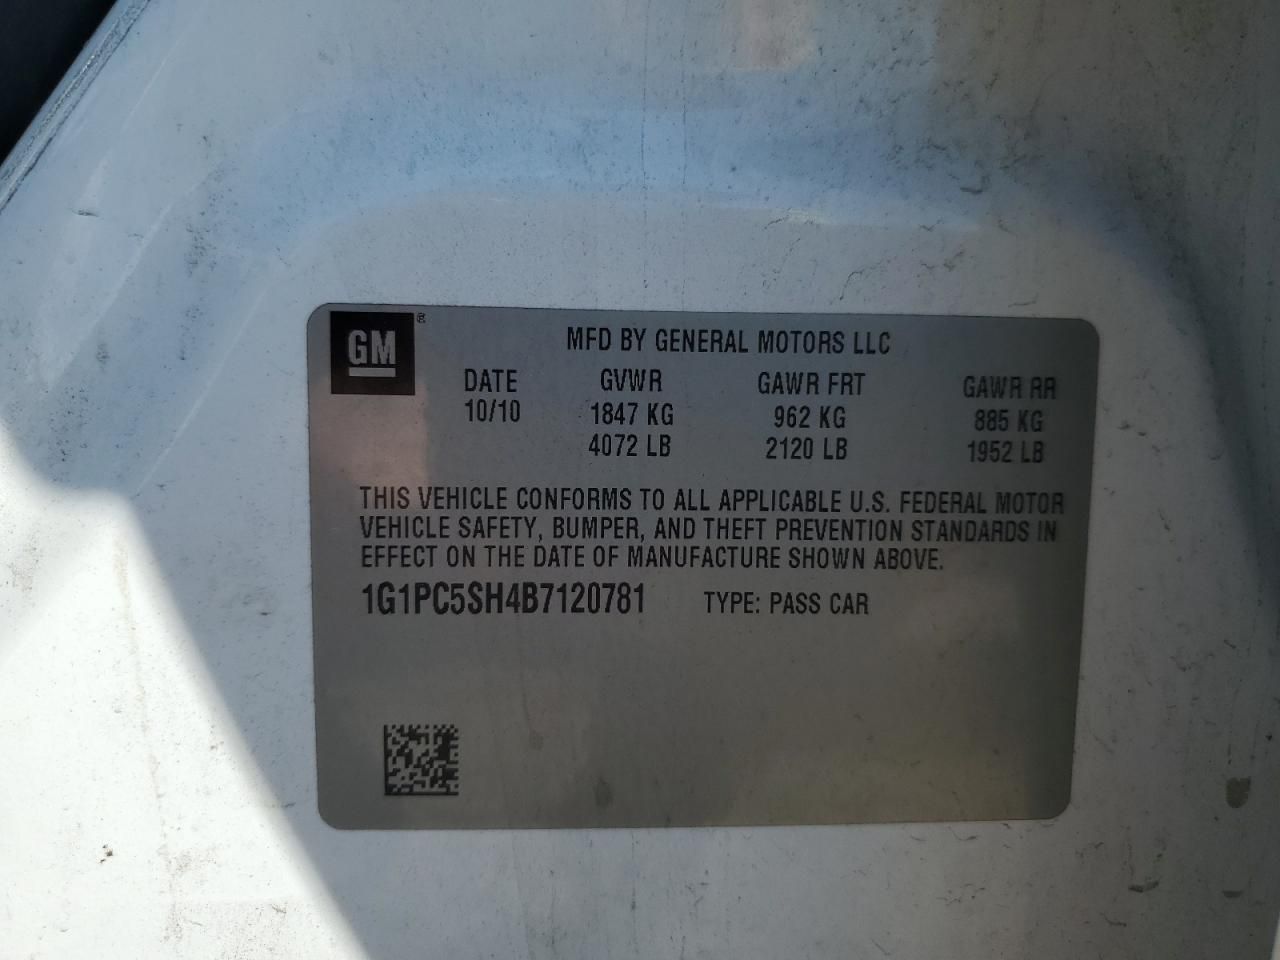 GM ®
MFD BY GENERAL MOTORS LLC
DATE GVWR GAWR FRT GAWR RR
10/10 1847 KG 962 KG 885 KG
4072 LB 2120 LB 1952 LB
THIS VEHICLE CONFORMS TO ALL APPLICABLE U.S. FEDERAL MOTOR
VEHICLE SAFETY, BUMPER, AND THEFT PREVENTION STANDARDS IN
EFFECT ON THE DATE OF MANUFACTURE SHOWN ABOVE.
1G1PC5SH4B7120781 TYPE: PASS CAR